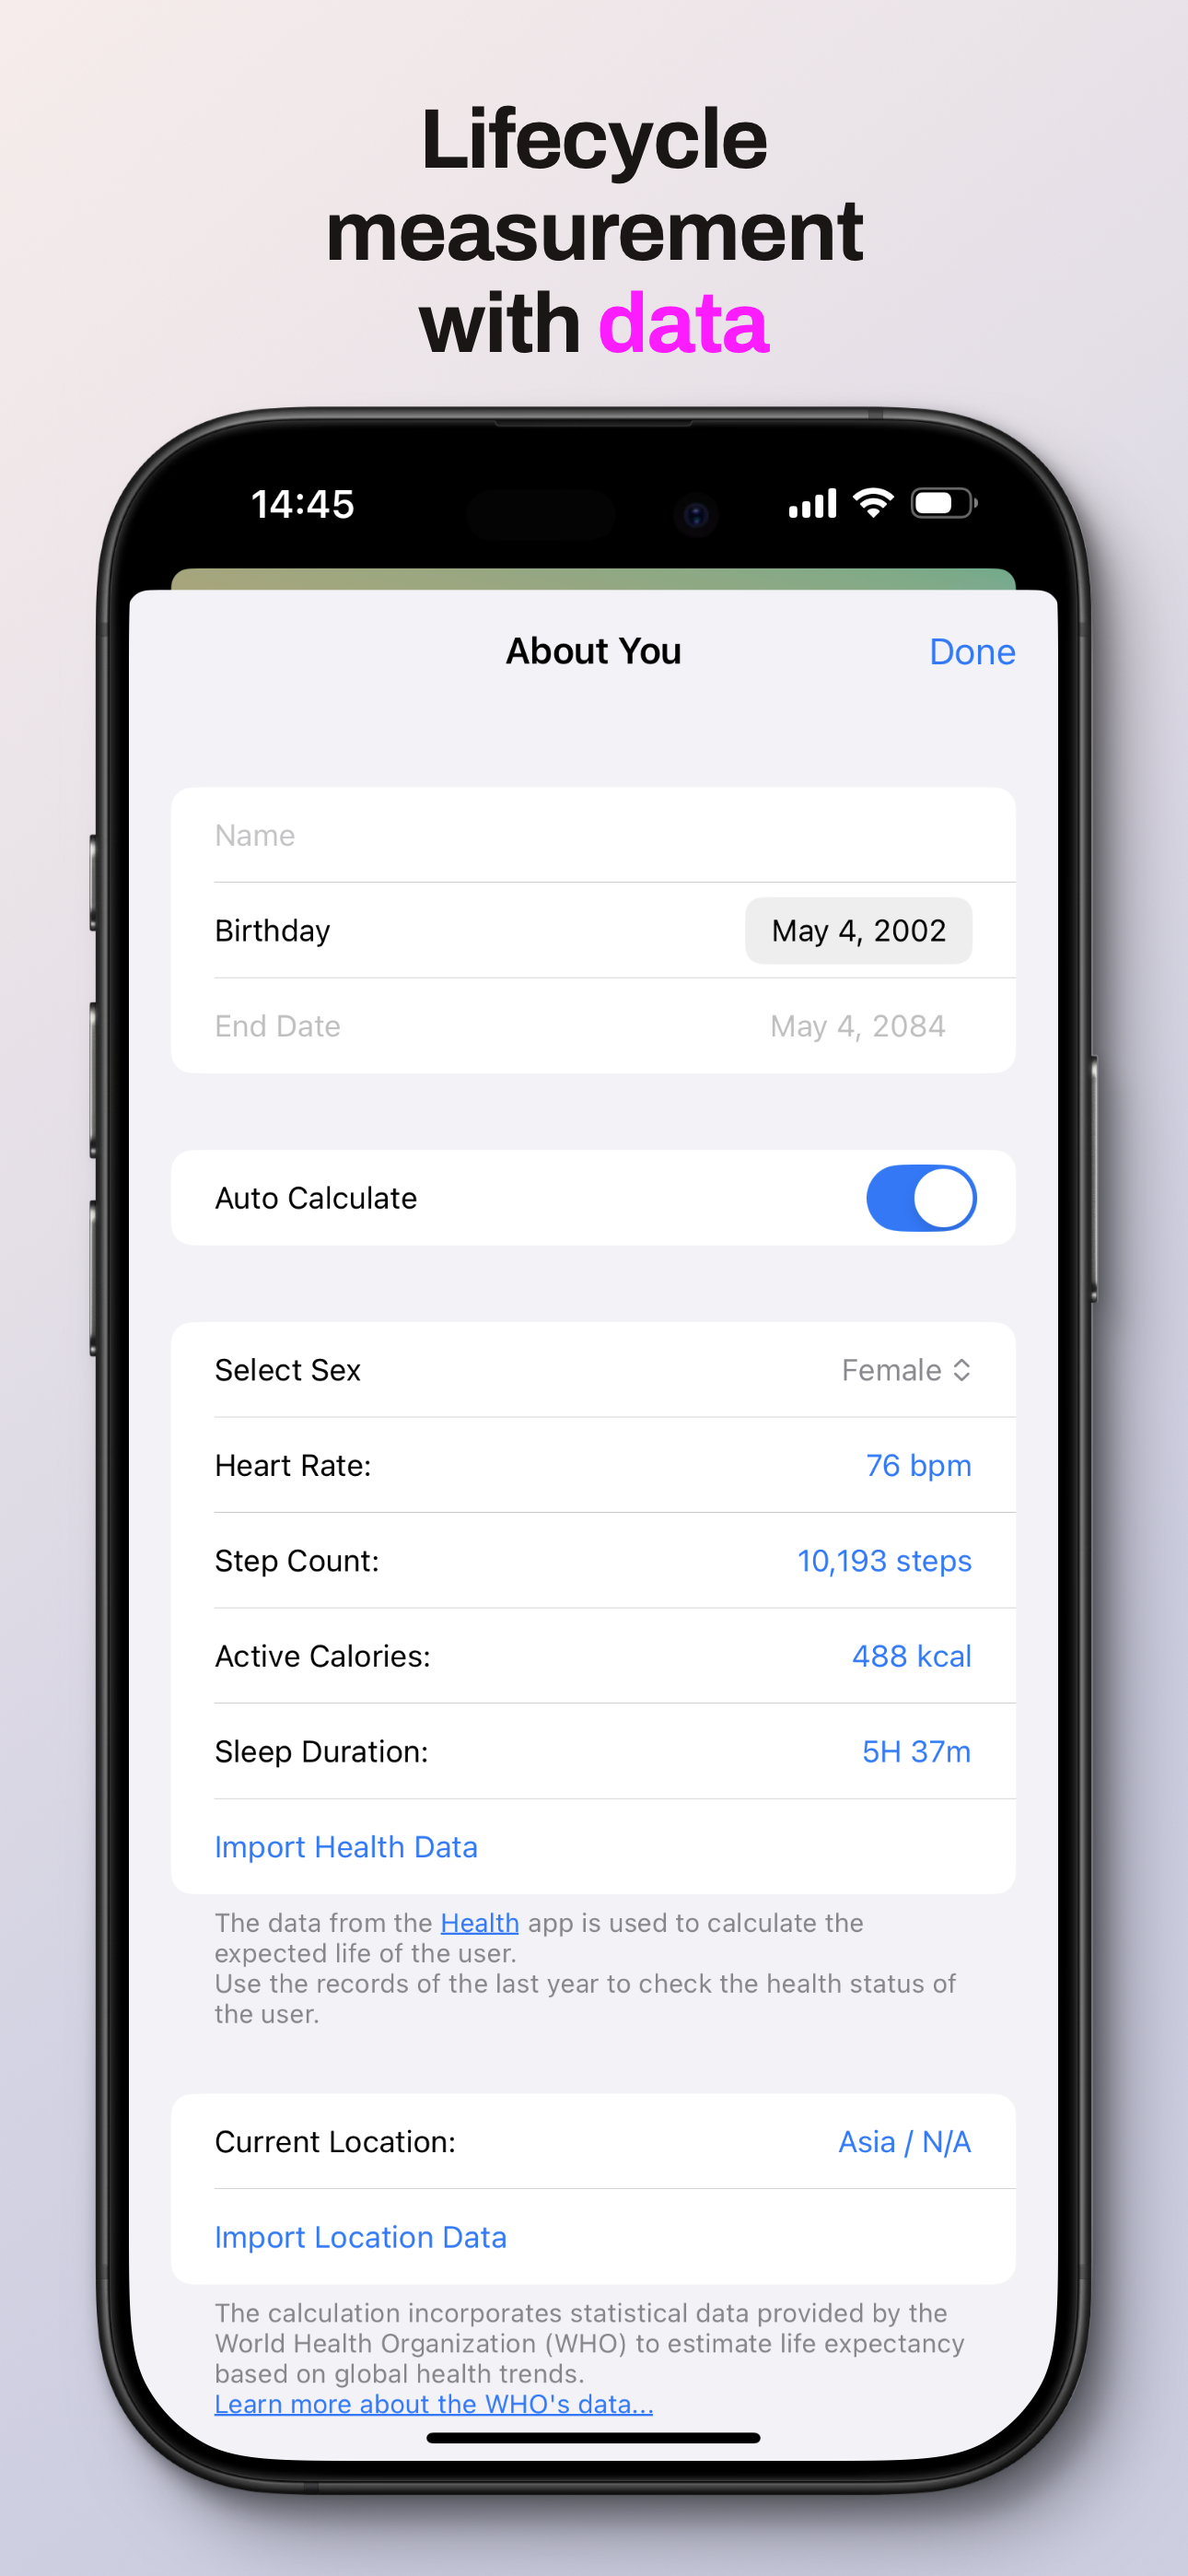 Lifecycle
measurement
with data
14:45
About You
Done
Name
Birthday
May 4, 2002
End Date
May 4, 2084
Auto Calculate
Select Sex
Female
Heart Rate:
76 bpm
Step Count:
10,193 steps
Active Calories:
488 kcal
Sleep Duration:
5H 37m
Import Health Data
The data from the Health app is used to calculate the
expected life of the user.
Use the records of the last year to check the health status of
the user.
Current Location:
Asia / N/A
Import Location Data
The calculation incorporates statistical data provided by the
World Health Organization (WHO) to estimate life expectancy
based on global health trends.
Learn more about the WHO's data...